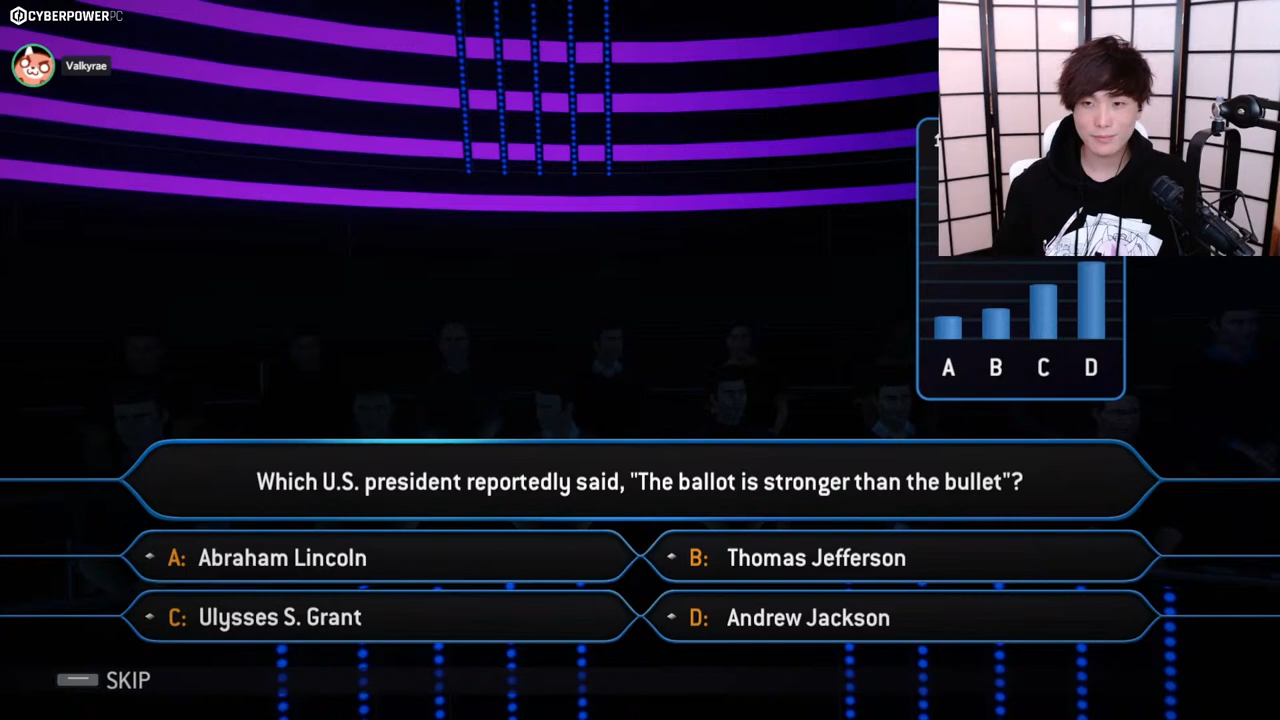 CYBERPOWERPC
Valkyrae
A B C D
Which U.S. president reportedly said, "The ballot is stronger than the bullet"?
A: Abraham Lincoln
B: Thomas Jefferson
C: Ulysses S. Grant
D: Andrew Jackson
SKIP